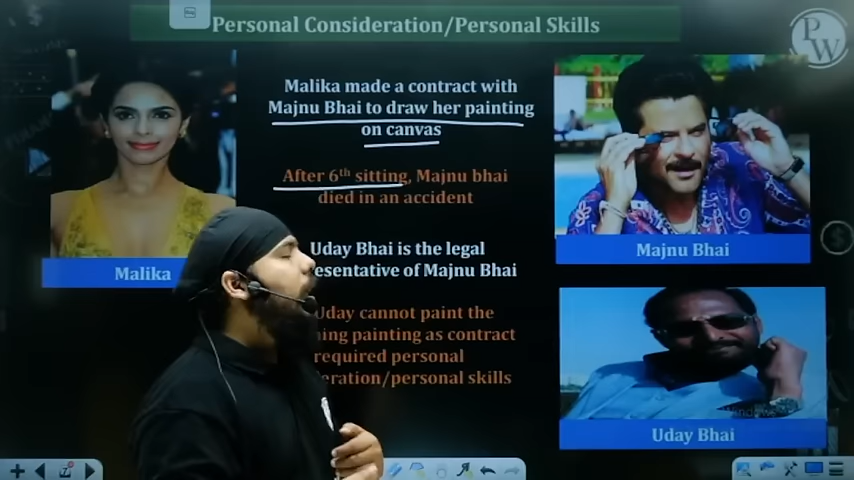 Personal Consideration/Personal Skills
PW
Malika made a contract with
Majnu Bhai to draw her painting
on canvas
After 6th sitting, Majnu bhai
died in an accident
Uday Bhai is the legal
esentative of Majnu Bhai
Uday cannot paint the
ing painting as contract
required personal
eration/personal skills
Malika
Majnu Bhai
Uday Bhai